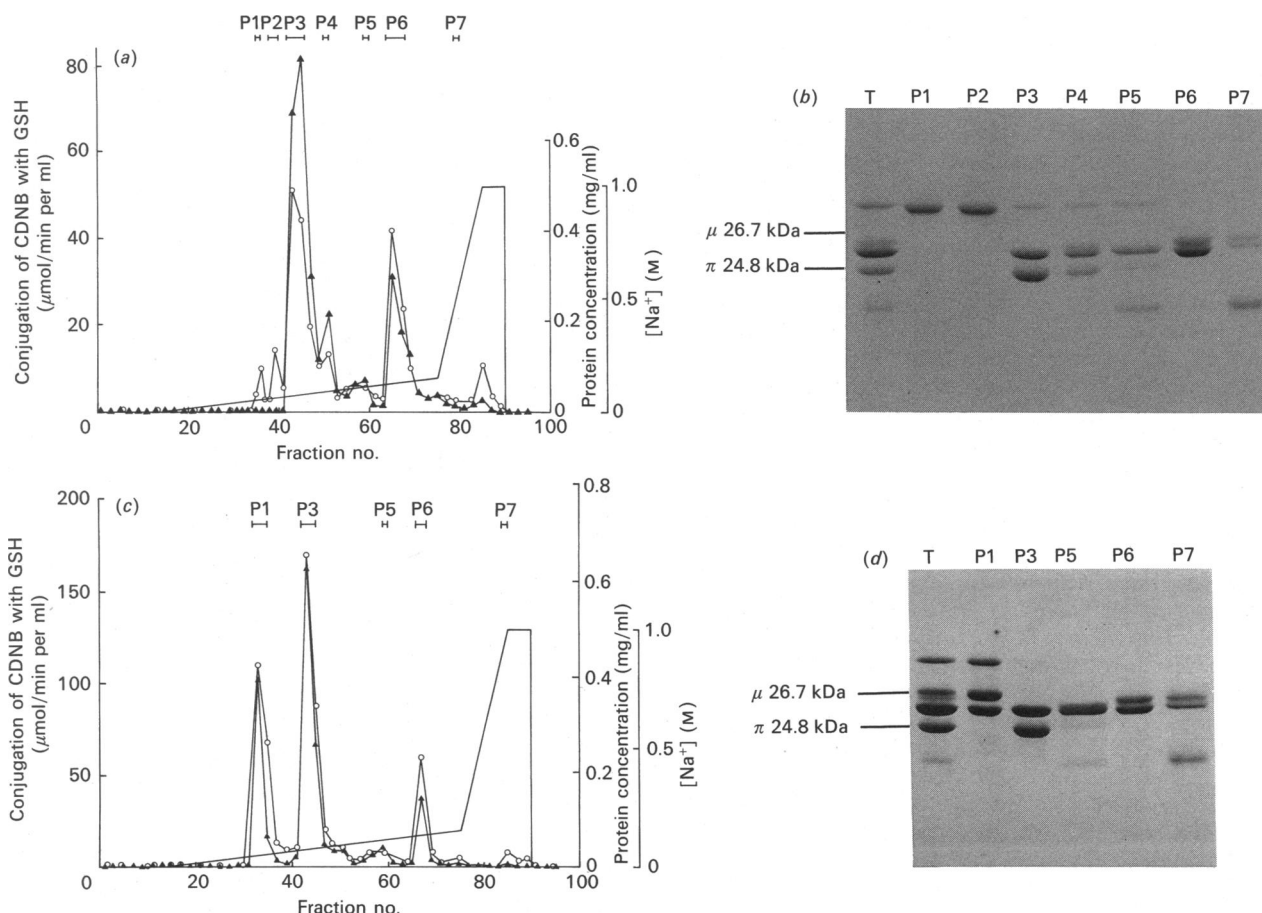 P1 P2 P3 P4 P5 P6 P7
(a)
80
60
40
20
0
Conjugation of CDNB with GSH
(μmol/min per ml)
0.6
0.4
0.2
0
Protein concentration (mg/ml)
1.0
0.5
0
[Na⁺] (M)
0 20 40 60 80 100
Fraction no.
(b)
T P1 P2 P3 P4 P5 P6 P7
μ 26.7 kDa
π 24.8 kDa
(c)
P1 P3 P5 P6 P7
200
150
100
50
0
Conjugation of CDNB with GSH
(μmol/min per ml)
0.8
0.6
0.4
0.2
0
Protein concentration (mg/ml)
1.0
0.5
0
[Na⁺] (M)
20 40 60 80 100
Fraction no.
(d)
T P1 P3 P5 P6 P7
μ 26.7 kDa
π 24.8 kDa